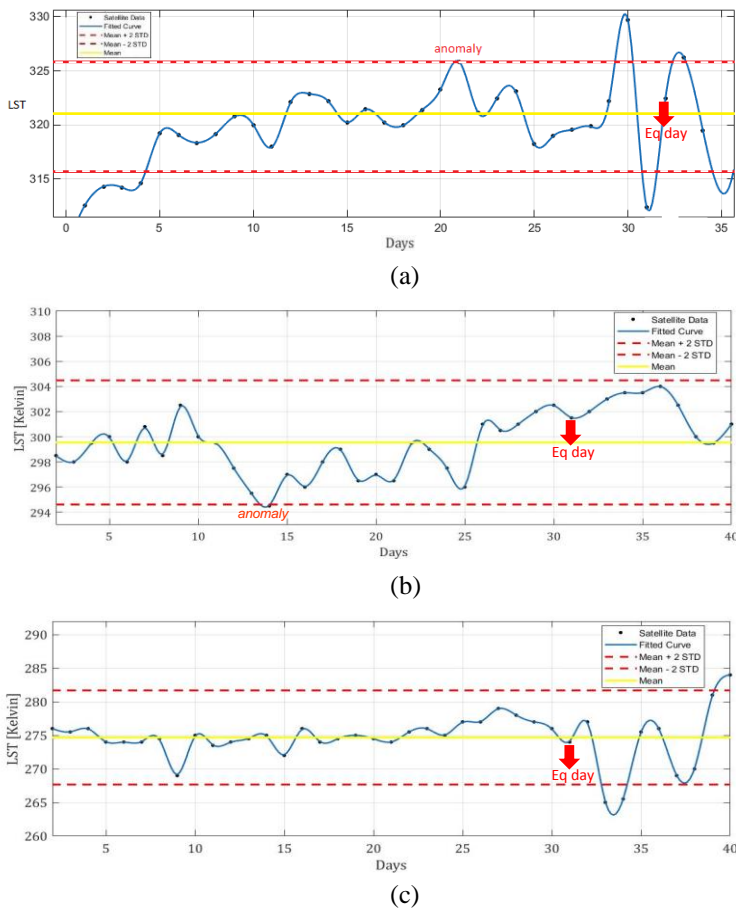 330
325
320
315
LST
Satellite Data
Fitted Curve
Mean + 2 STD
Mean - 2 STD
Mean
anomaly
Eq day
0 5 10 15 20 25 30 35
Days
(a)
310
308
306
304
302
300
298
296
294
LST [Kelvin]
Satellite Data
Fitted Curve
Mean + 2 STD
Mean - 2 STD
Mean
Eq day
anomaly
5 10 15 20 25 30 35 40
Days
(b)
290
285
280
275
270
265
260
LST [Kelvin]
Satellite Data
Fitted Curve
Mean + 2 STD
Mean - 2 STD
Mean
Eq day
5 10 15 20 25 30 35 40
Days
(c)